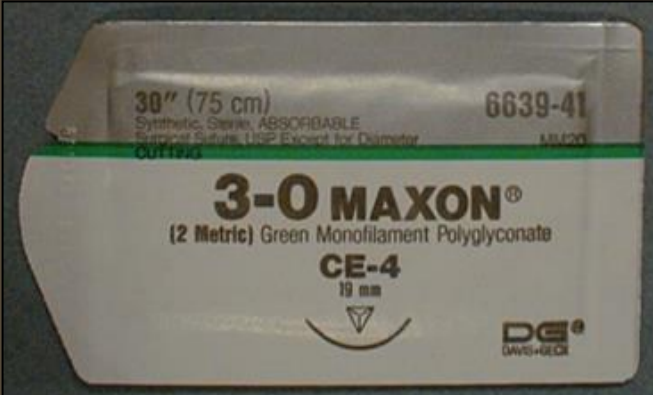 30" (75 cm) 6639-41
Synthetic, Sterile, ABSORBABLE
Surgical Suture, USP Except for Diameter MM20
CUTTING
3-0 MAXON®
(2 Metric) Green Monofilament Polyglyconate
CE-4
19 mm
DG®
DAVIS+GECK